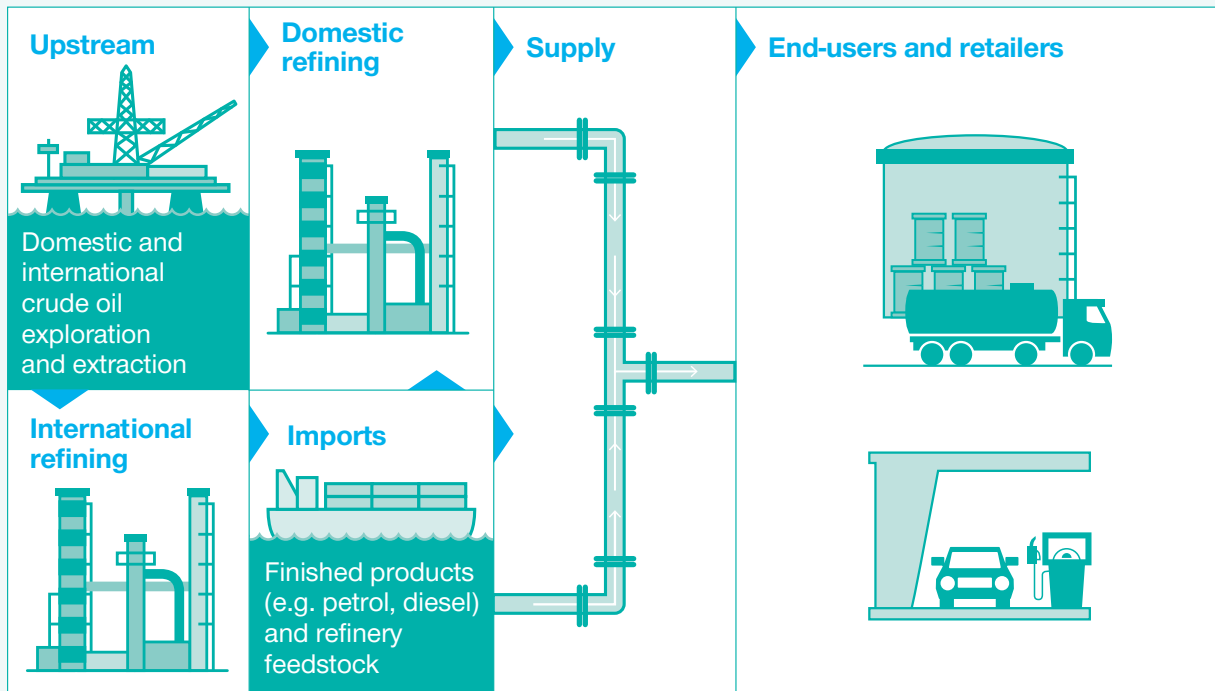 Upstream
Domestic and
international
crude oil
exploration
and extraction
International
refining
Domestic
refining
Imports
Finished products
(e.g. petrol, diesel)
and refinery
feedstock
Supply
End-users and retailers